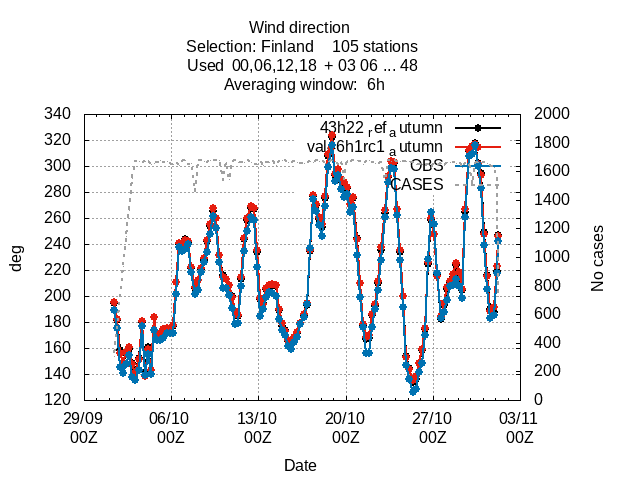 Wind direction
Selection: Finland 105 stations
Used 00,06,12,18 + 03 06 ... 48
Averaging window: 6h
340
320
300
280
260
240
220
200
180
160
140
120
2000
1800
1600
1400
1200
1000
800
600
400
200
0
43h22_ref_autumn
OBS
CASES
deg
No cases
29/09 06/10 13/10 20/10 27/10 03/11
00Z 00Z 00Z 00Z 00Z 00Z
Date